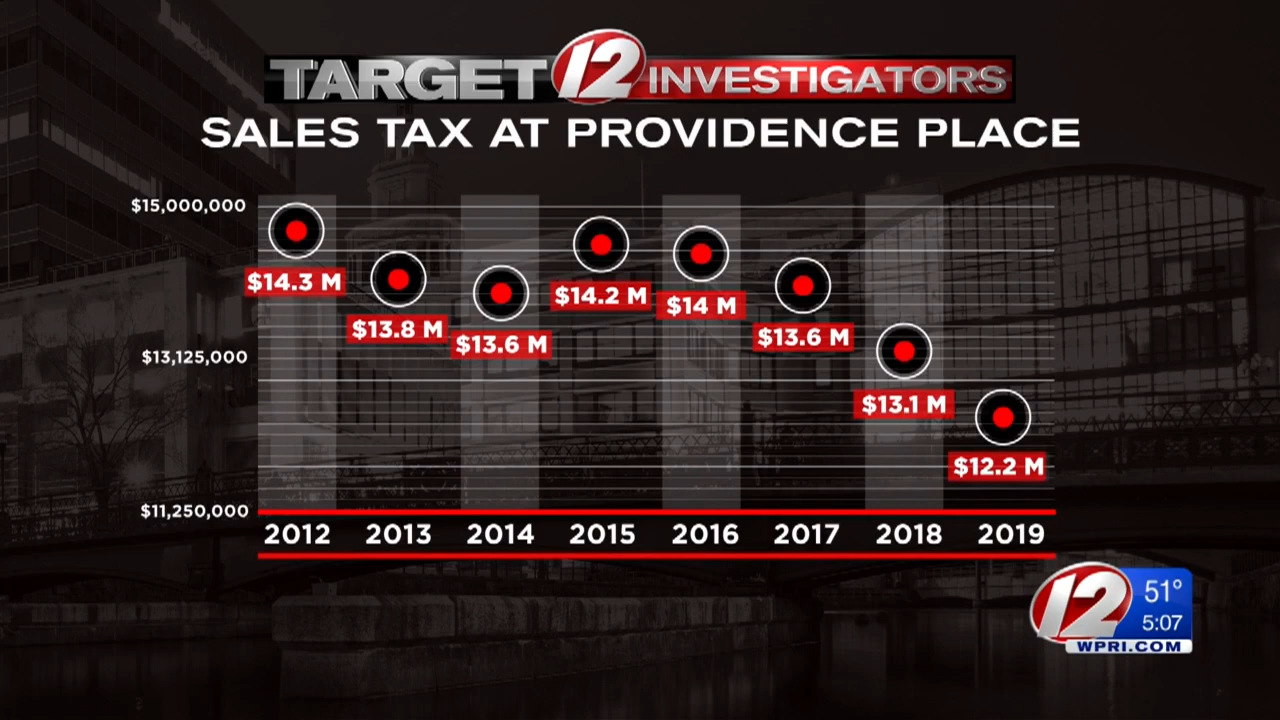 TARGET 12 INVESTIGATORS
SALES TAX AT PROVIDENCE PLACE
$15,000,000
$13,125,000
$11,250,000
$14.3 M
$13.8 M
$13.6 M
$14.2 M
$14 M
$13.6 M
$13.1 M
$12.2 M
2012 2013 2014 2015 2016 2017 2018 2019
12 51°
5:07
WPRI.COM